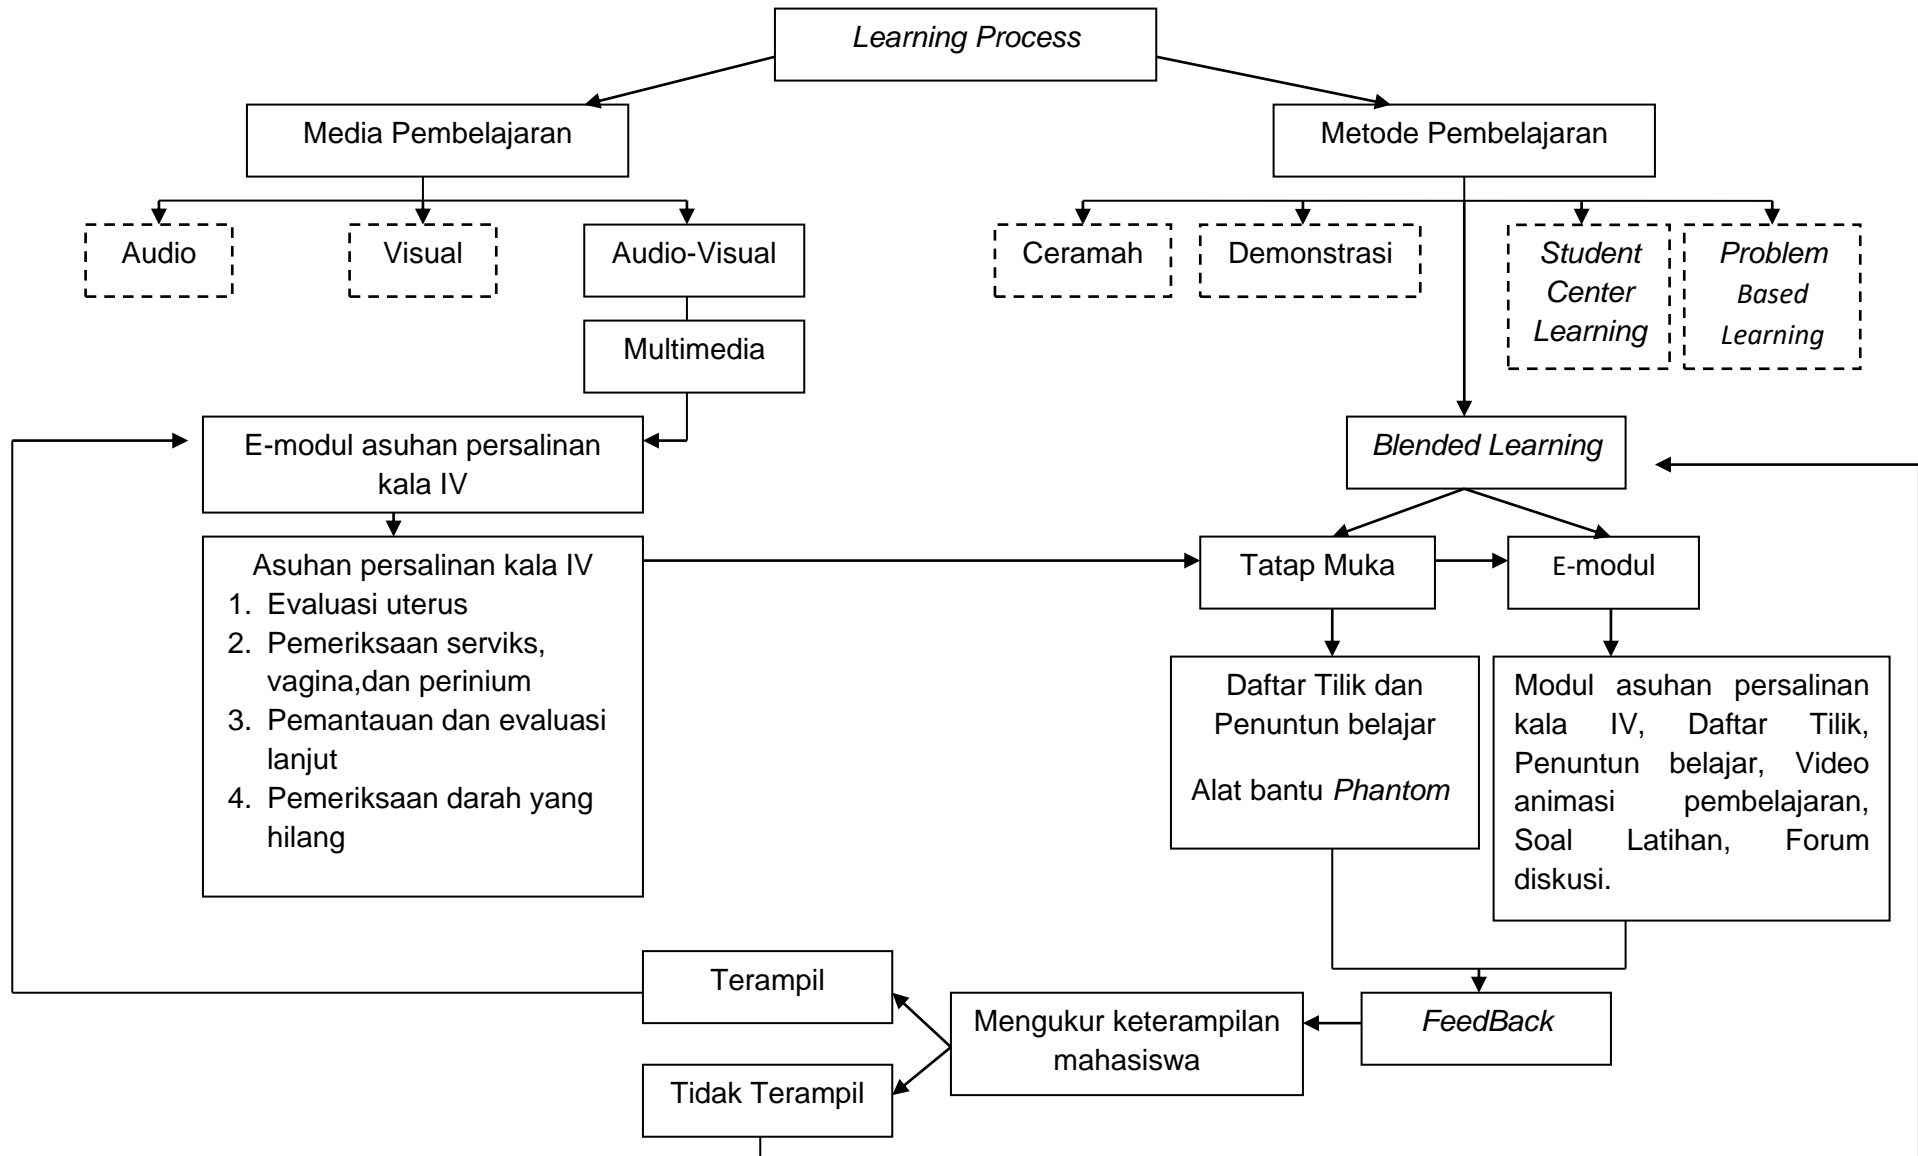 Learning Process
Media Pembelajaran
Metode Pembelajaran
Audio
Visual
Audio-Visual
Ceramah
Demonstrasi
Student
Center
Learning
Problem
Based
Learning
Multimedia
E-modul asuhan persalinan
kala IV
Blended Learning
Asuhan persalinan kala IV
1. Evaluasi uterus
2. Pemeriksaan serviks,
vagina,dan perinium
3. Pemantauan dan evaluasi
lanjut
4. Pemeriksaan darah yang
hilang
Tatap Muka
E-modul
Daftar Tilik dan
Penuntun belajar
Alat bantu Phantom
Modul asuhan persalinan
kala IV, Daftar Tilik,
Penuntun belajar, Video
animasi pembelajaran,
Soal Latihan, Forum
diskusi.
Terampil
Mengukur keterampilan
mahasiswa
FeedBack
Tidak Terampil